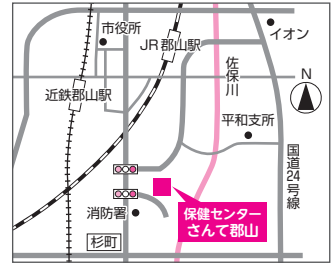 市役所
JR郡山駅
佐保川
イオン
N
近鉄郡山駅
平和支所
国道24号線
消防署
保健センター
さんて郡山
杉町